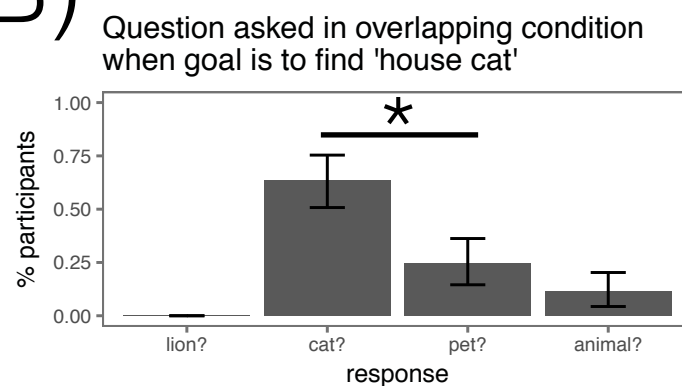 B)
Question asked in overlapping condition
when goal is to find 'house cat'
1.00
0.75
0.50
0.25
0.00
% participants
*
lion? cat? pet? animal?
response